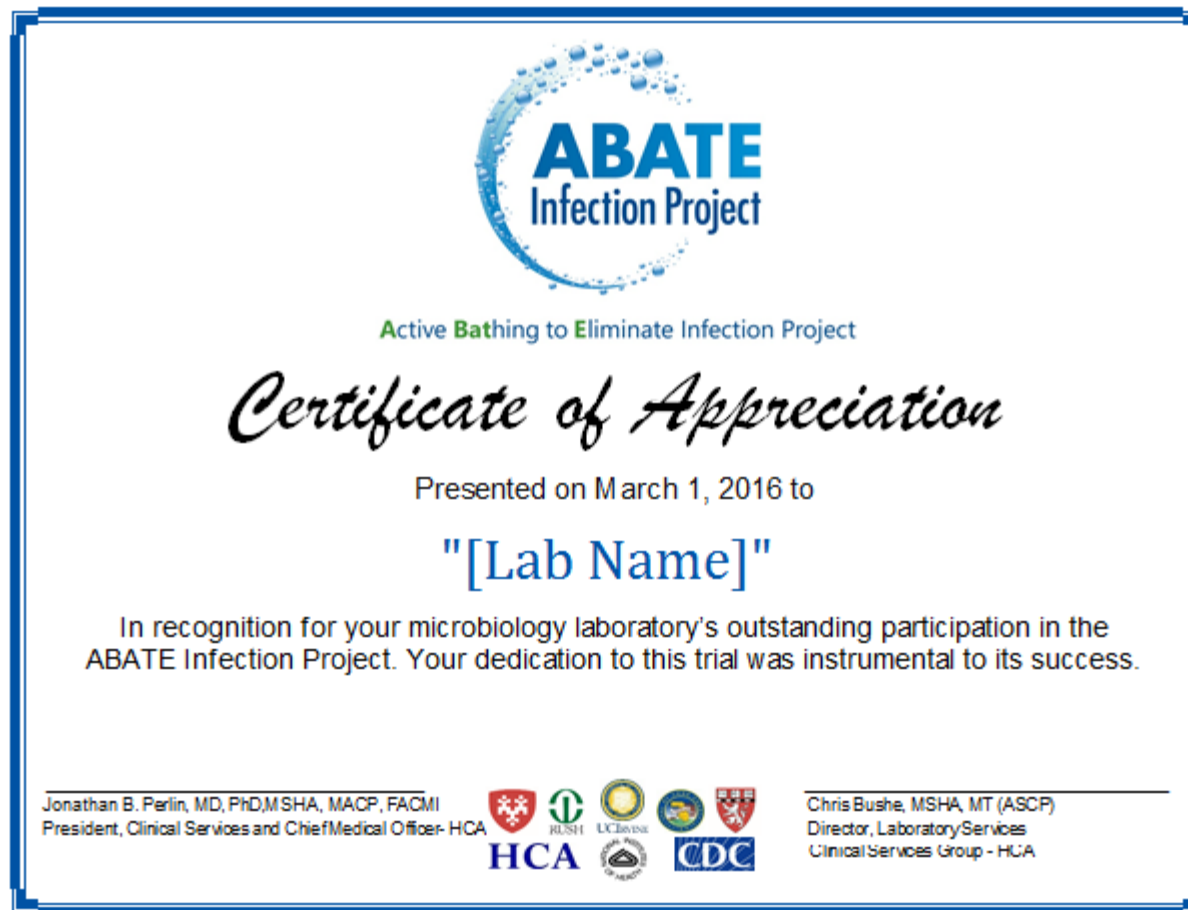 ABATE
Infection Project
Active Bathing to Eliminate Infection Project
Certificate of Appreciation
Presented on March 1, 2016 to
"[Lab Name]"
In recognition for your microbiology laboratory's outstanding participation in the
ABATE Infection Project. Your dedication to this trial was instrumental to its success.
Jonathan B. Perlin, MD, PhD,MSHA, MACP, FACMI
President, Clinical Services and Chief Medical Officer- HCA
RUSH
UCIRVINE
HCA
CDC
Chris Bushe, MSHA, MT (ASCP)
Director, Laboratory Services
Clinical Services Group - HCA